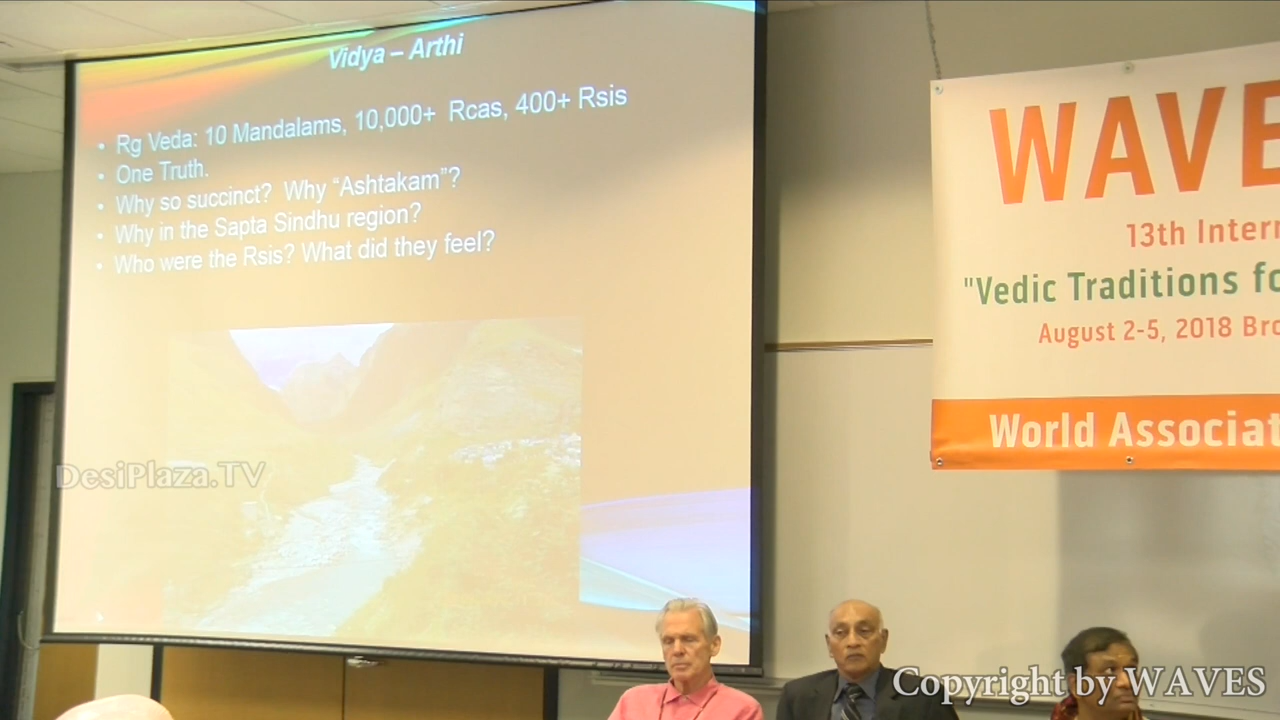 Vidya – Arthi
• Rg Veda: 10 Mandalams, 10,000+ Rcas, 400+ Rsis
• One Truth.
• Why so succinct? Why “Ashtakam”?
• Why in the Sapta Sindhu region?
• Who were the Rsis? What did they feel?
DesiPlaza.TV
WAVE
13th Intern
"Vedic Traditions fo
August 2-5, 2018 Bro
World Associat
Copyright by WAVES